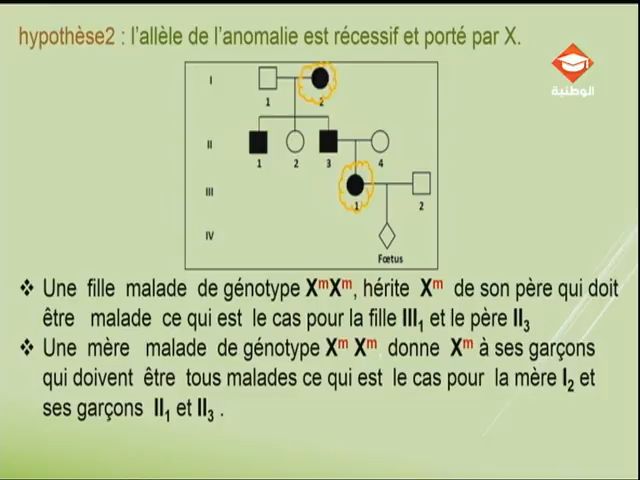 hypothèse2 : l'allèle de l'anomalie est récessif et porté par X.
الوطنية
I
1
2
II
1
2
3
4
III
1
2
IV
Fœtus
❖ Une fille malade de génotype XᵐXᵐ, hérite Xᵐ de son père qui doit
être malade ce qui est le cas pour la fille III₁ et le père II₃
❖ Une mère malade de génotype Xᵐ Xᵐ, donne Xᵐ à ses garçons
qui doivent être tous malades ce qui est le cas pour la mère I₂ et
ses garçons II₁ et II₃ .